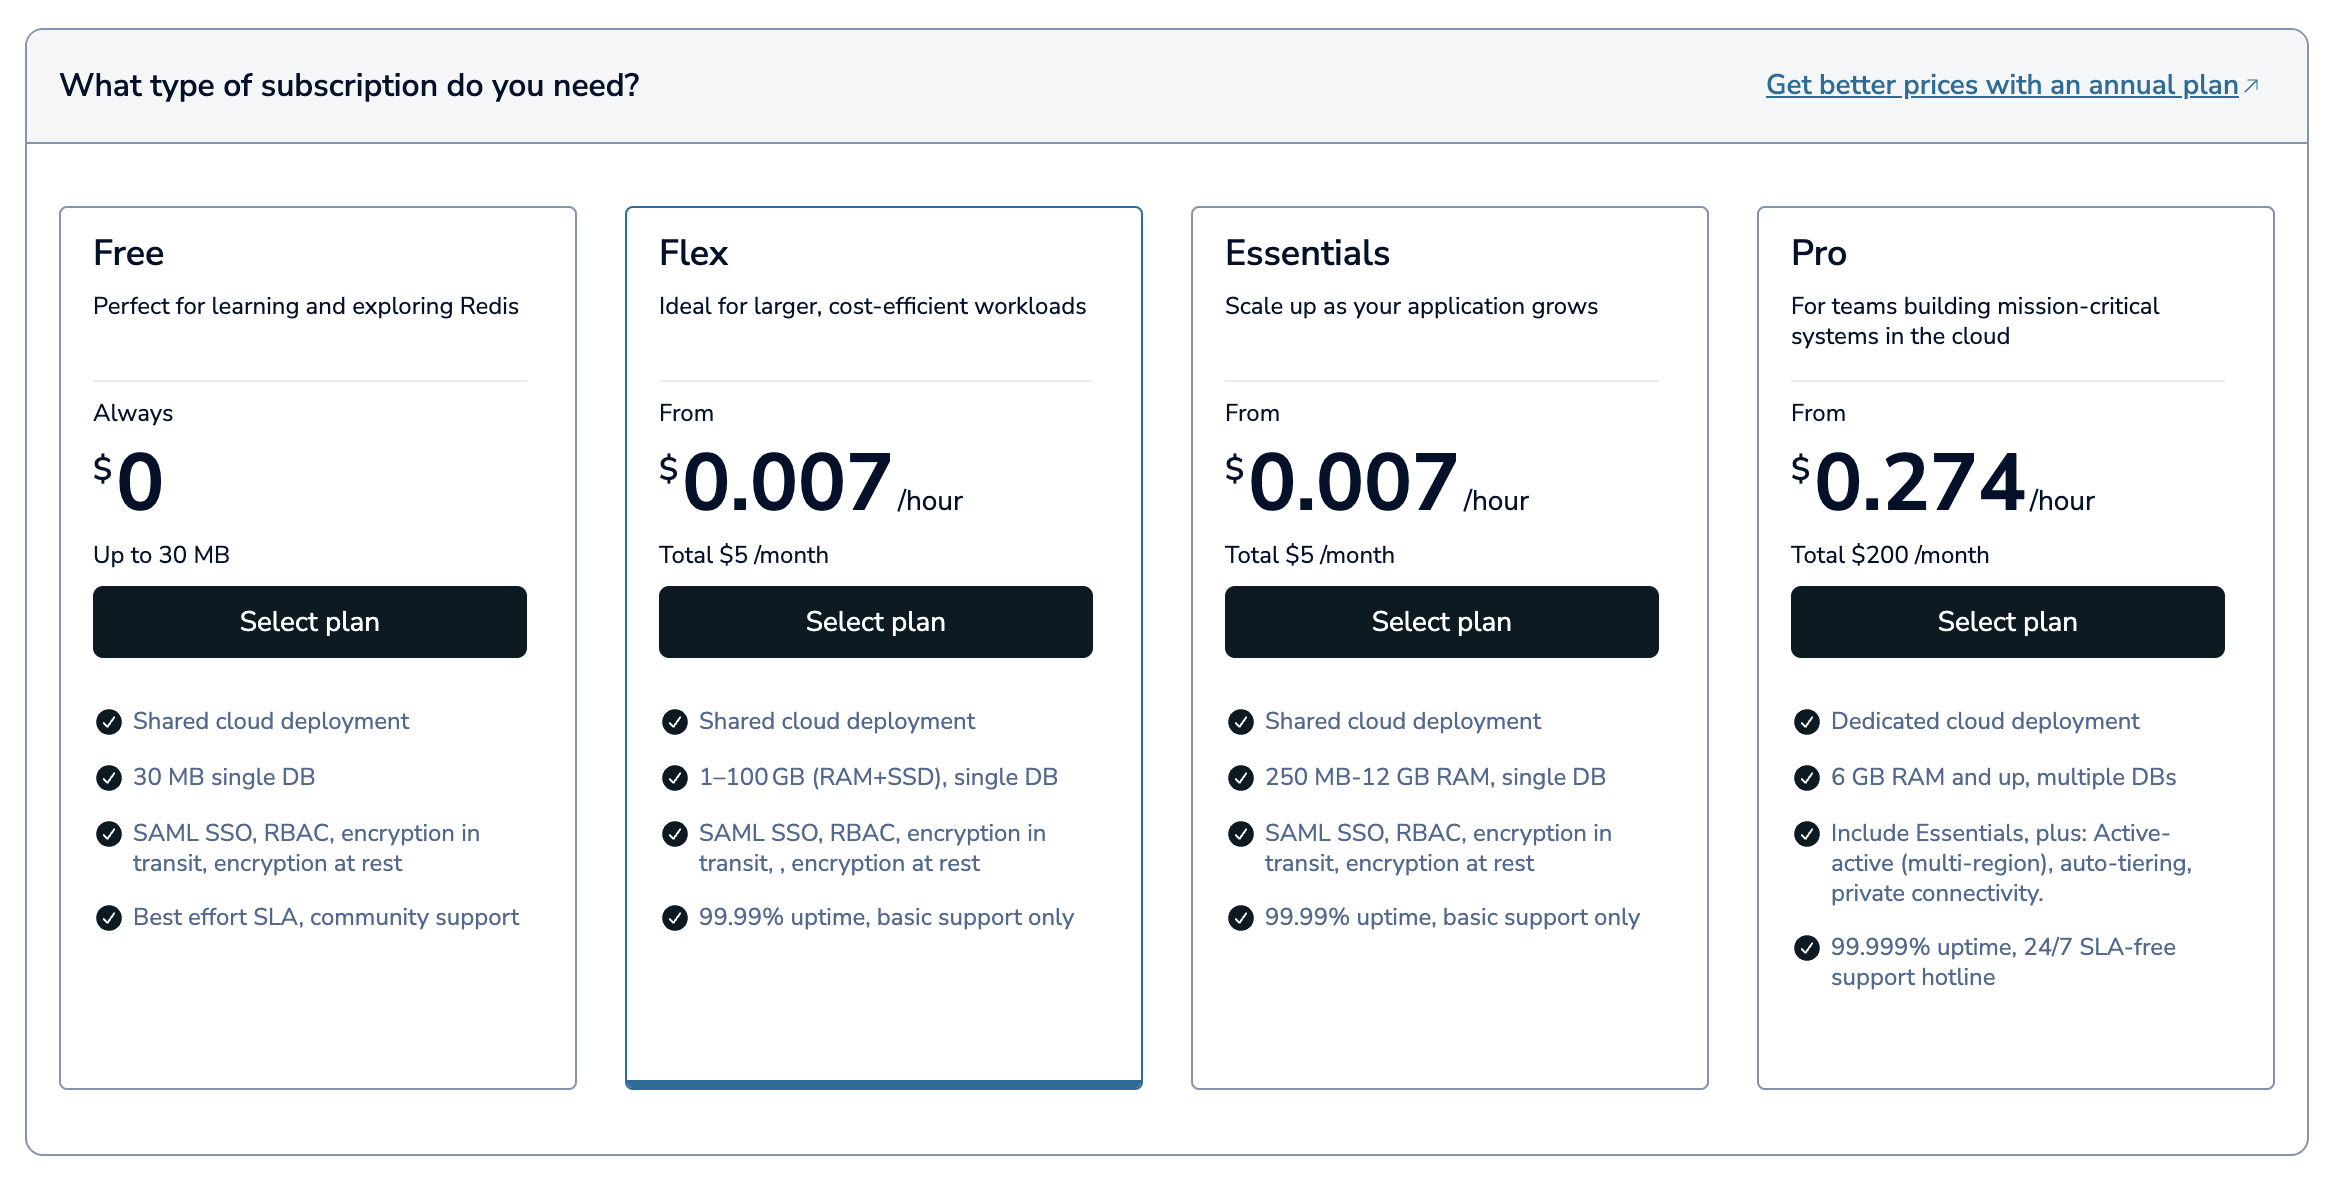 What type of subscription do you need?
Get better prices with an annual plan
Free
Perfect for learning and exploring Redis
Always
$0
Up to 30 MB
Select plan
Shared cloud deployment
30 MB single DB
SAML SSO, RBAC, encryption in
transit, encryption at rest
Best effort SLA, community support
Flex
Ideal for larger, cost-efficient workloads
From
$0.007/hour
Total $5 /month
Select plan
Shared cloud deployment
1–100 GB (RAM+SSD), single DB
SAML SSO, RBAC, encryption in
transit, , encryption at rest
99.99% uptime, basic support only
Essentials
Scale up as your application grows
From
$0.007/hour
Total $5 /month
Select plan
Shared cloud deployment
250 MB-12 GB RAM, single DB
SAML SSO, RBAC, encryption in
transit, encryption at rest
99.99% uptime, basic support only
Pro
For teams building mission-critical
systems in the cloud
From
$0.274/hour
Total $200 /month
Select plan
Dedicated cloud deployment
6 GB RAM and up, multiple DBs
Include Essentials, plus: Active-
active (multi-region), auto-tiering,
private connectivity.
99.999% uptime, 24/7 SLA-free
support hotline